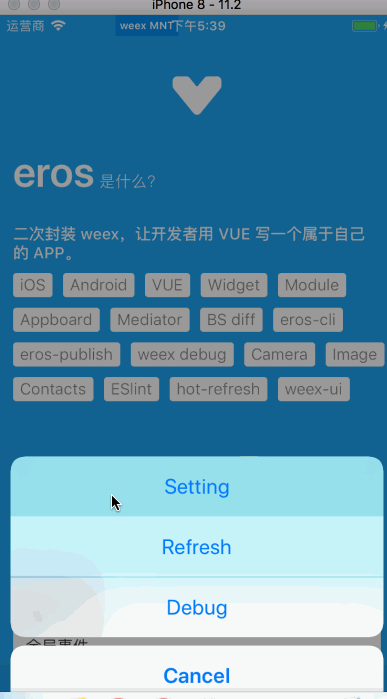 iPhone 8 - 11.2
运营商 weex MNT 下午5:39
eros 是什么?
二次封装 weex，让开发者用 VUE 写一个属于自己
的 APP。
iOS Android VUE Widget Module
Appboard Mediator BS diff eros-cli
eros-publish weex debug Camera Image
Contacts ESlint hot-refresh weex-ui
Setting
Refresh
Debug
全局事件
Cancel